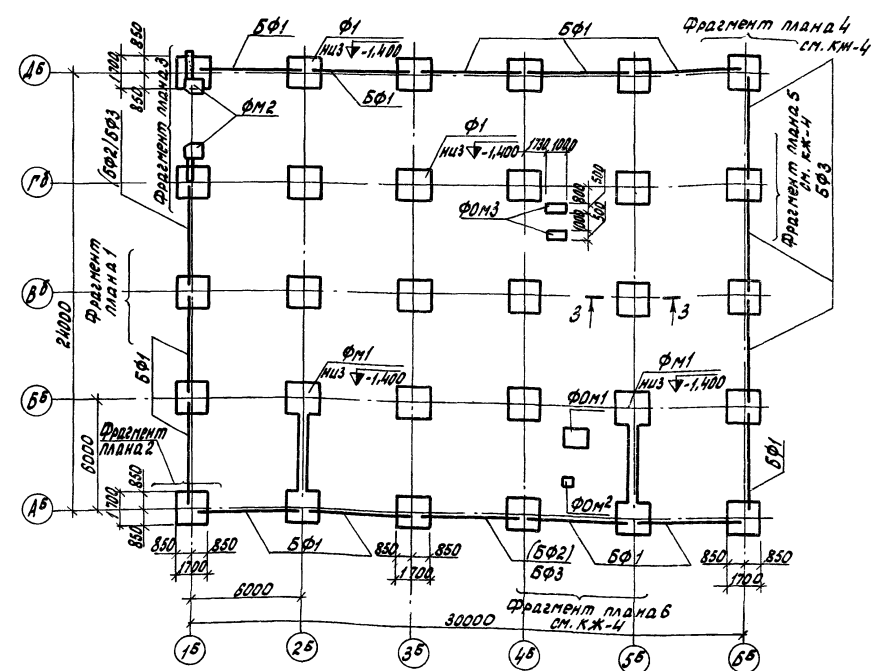 БФ1
Ф1
низ -1,400
БФ1
БФ1
Фрагмент плана 4
см. КЖ-4
850
1700
850
Фрагмент плана 3
ДБ
ФМ2
Ф1
низ -1,400
1730
1000
800
500
1000
500
Фрагмент плана 5
см. КЖ-4
БФ3
(БФ2)БФ3
ГБ
ФОМ3
Фрагмент
плана 1
ВБ
3
3
24000
БФ1
ФМ1
низ -1,400
ФМ1
низ -1,400
ББ
ФОМ1
Фрагмент
плана 2
6000
БФ1
850
1700
850
АБ
ФОМ2
850
850
1700
БФ1
850
850
1700
(БФ2)
БФ3
БФ1
850
850
1700
6000
Фрагмент плана 6
см. КЖ-4
30000
1Б
2Б
3Б
4Б
5Б
6Б